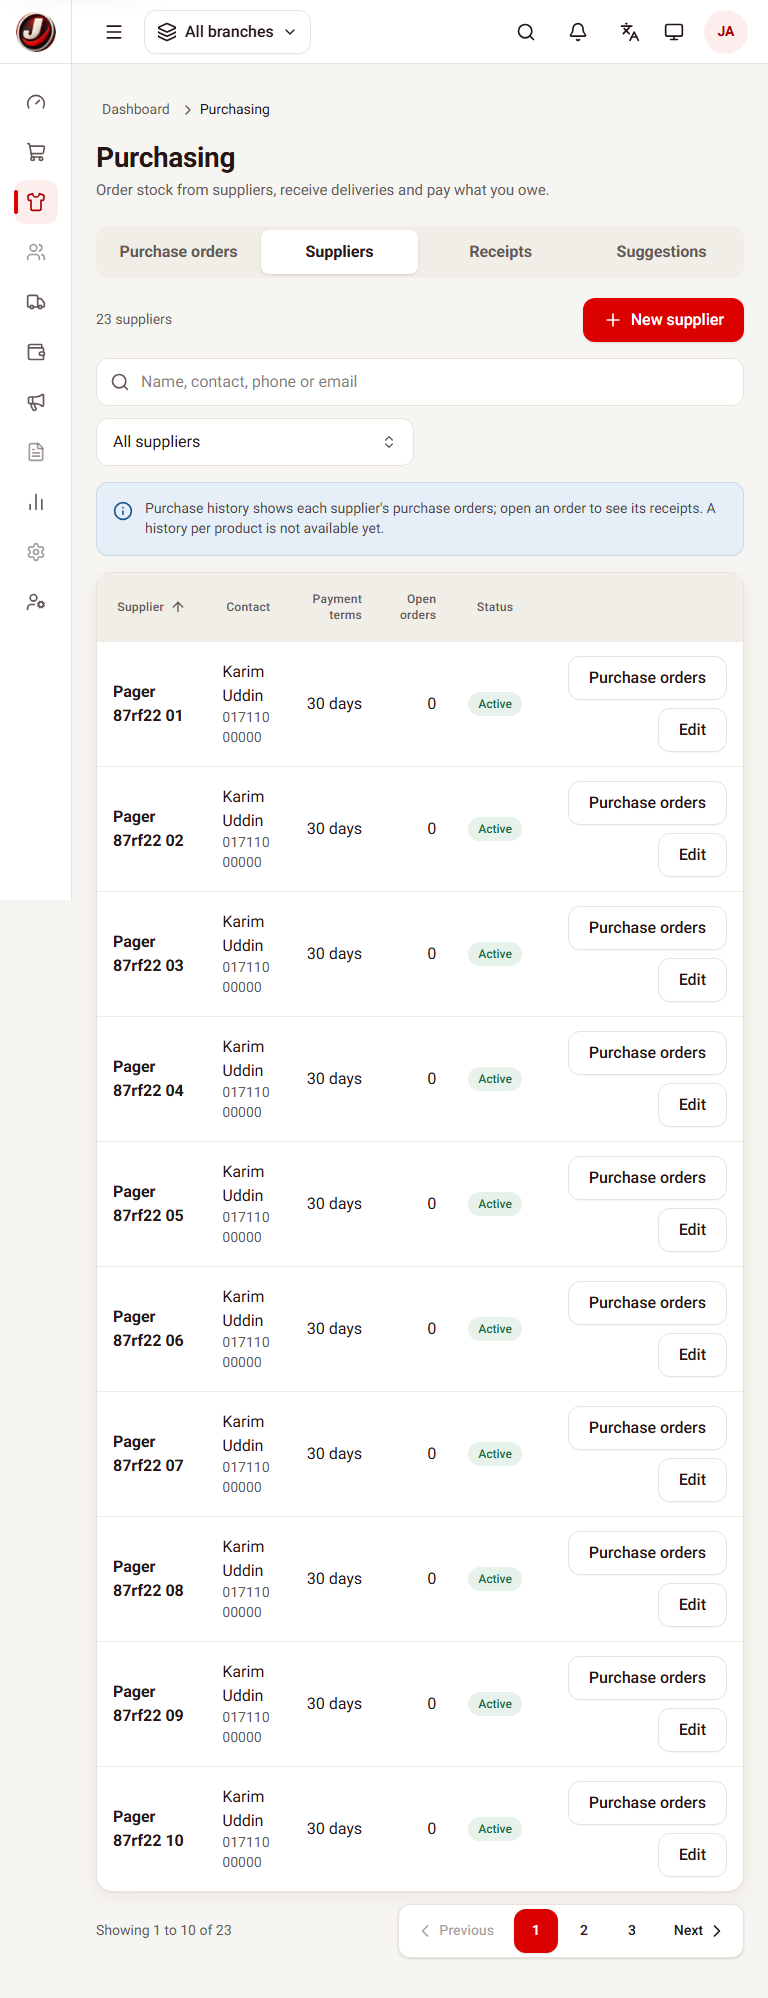 J
All branches
JA
Dashboard > Purchasing
Purchasing
Order stock from suppliers, receive deliveries and pay what you owe.
Purchase orders Suppliers Receipts Suggestions
23 suppliers
+ New supplier
Name, contact, phone or email
All suppliers
Purchase history shows each supplier's purchase orders; open an order to see its receipts. A
history per product is not available yet.
Supplier ↑ Contact Payment terms Open orders Status
Pager 87rf22 01 Karim Uddin 017110 00000 30 days 0 Active Purchase orders Edit
Pager 87rf22 02 Karim Uddin 017110 00000 30 days 0 Active Purchase orders Edit
Pager 87rf22 03 Karim Uddin 017110 00000 30 days 0 Active Purchase orders Edit
Pager 87rf22 04 Karim Uddin 017110 00000 30 days 0 Active Purchase orders Edit
Pager 87rf22 05 Karim Uddin 017110 00000 30 days 0 Active Purchase orders Edit
Pager 87rf22 06 Karim Uddin 017110 00000 30 days 0 Active Purchase orders Edit
Pager 87rf22 07 Karim Uddin 017110 00000 30 days 0 Active Purchase orders Edit
Pager 87rf22 08 Karim Uddin 017110 00000 30 days 0 Active Purchase orders Edit
Pager 87rf22 09 Karim Uddin 017110 00000 30 days 0 Active Purchase orders Edit
Pager 87rf22 10 Karim Uddin 017110 00000 30 days 0 Active Purchase orders Edit
Showing 1 to 10 of 23
< Previous 1 2 3 Next >